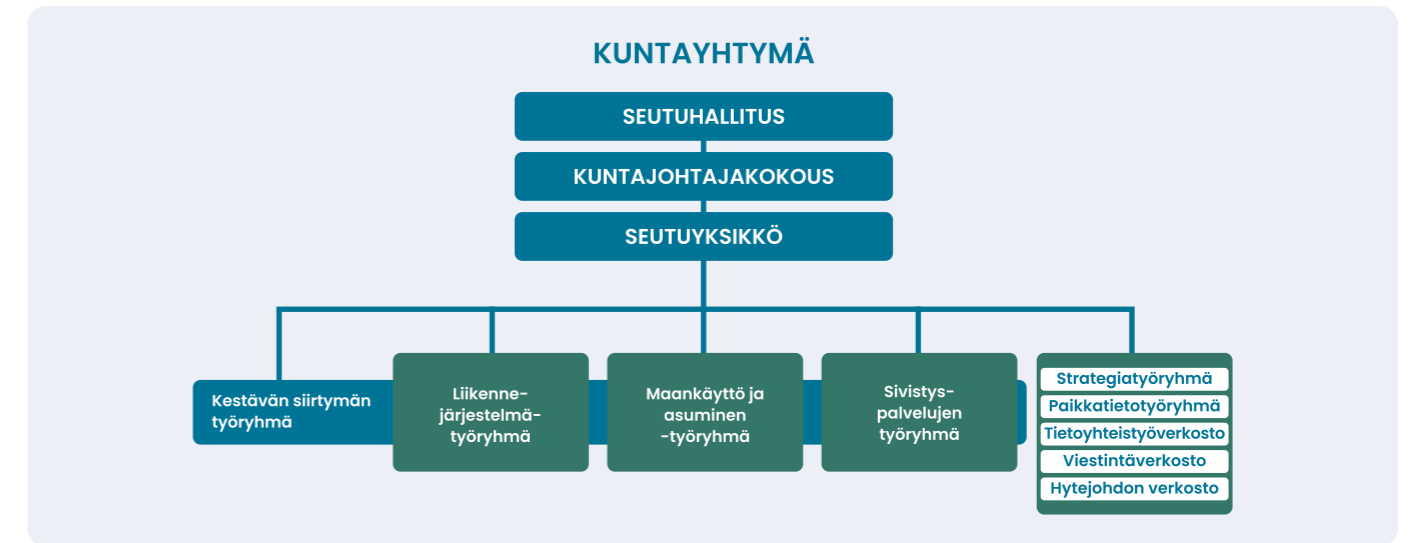 KUNTAYHTYMÄ
SEUTUHALLITUS
KUNTAJOHTAJAKOKOUS
SEUTUYKSIKKÖ
Kestävän siirtymän
työryhmä
Liikenne-
järjestelmä-
työryhmä
Maankäyttö ja
asuminen
-työryhmä
Sivistys-
palvelujen
työryhmä
Strategiatyöryhmä
Paikkatietotyöryhmä
Tietoyhteistyöverkosto
Viestintäverkosto
Hytejohdon verkosto